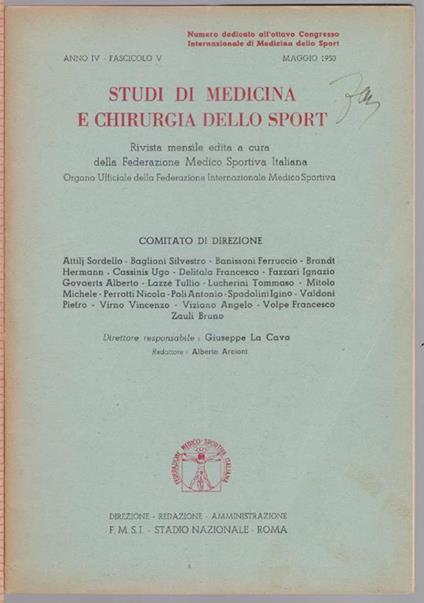 Numero dedicato all'ottavo Congresso
Internazionale di Medicina dello Sport
ANNO IV - FASCICOLO V MAGGIO 1950
STUDI DI MEDICINA
E CHIRURGIA DELLO SPORT
Rivista mensile edita a cura
della Federazione Medico Sportiva Italiana
Organo Ufficiale della Federazione Internazionale Medico Sportiva
COMITATO DI DIREZIONE
Attilj Sordello - Baglioni Silvestro - Banissoni Ferruccio - Brandt
Hermann - Cassinis Ugo - Delitala Francesco - Fazzari Ignazio
Govaerts Alberto - Lazzè Tullio - Lucherini Tommaso - Mitolo
Michele - Perrotti Nicola - Poli Antonio - Spadolini Igino - Valdoni
Pietro - Virno Vincenzo - Viziano Angelo - Volpe Francesco
Zauli Bruno
Direttore responsabile : Giuseppe La Cava
Redattore : Alberto Arcioni
FEDERAZIONE MEDICO-SPORTIVA ITALIANA
DIREZIONE - REDAZIONE - AMMINISTRAZIONE
F. M. S. I. - STADIO NAZIONALE - ROMA